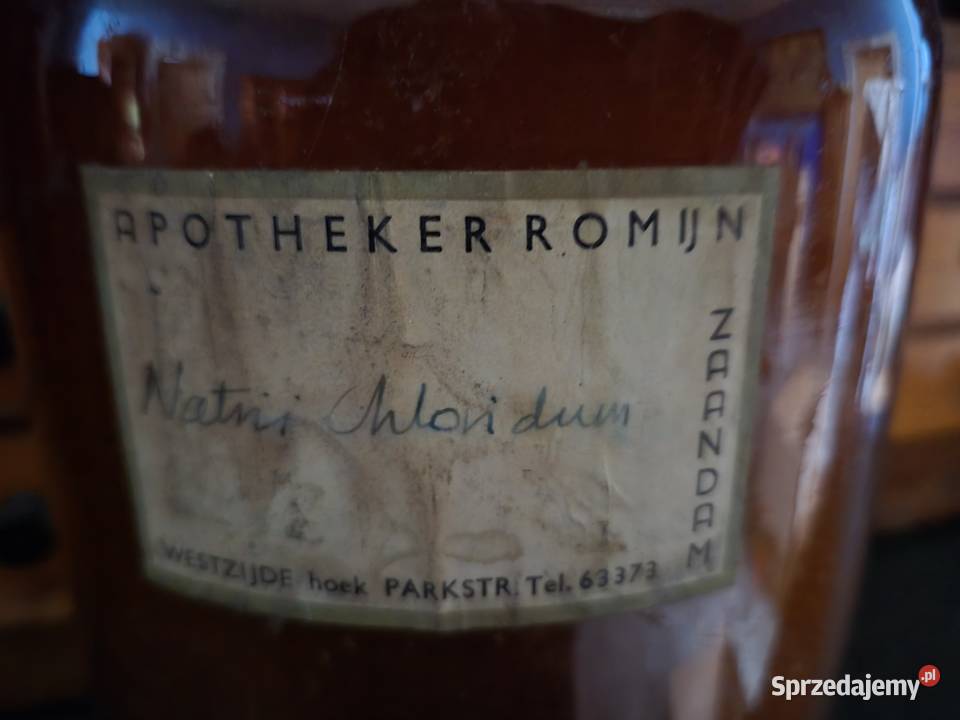 APOTHEKER ROMIJN
ZAANDAM
Natrii Chloridum
WESTZIJDE hoek PARKSTR. Tel. 63373
Sprzedajemy.pl